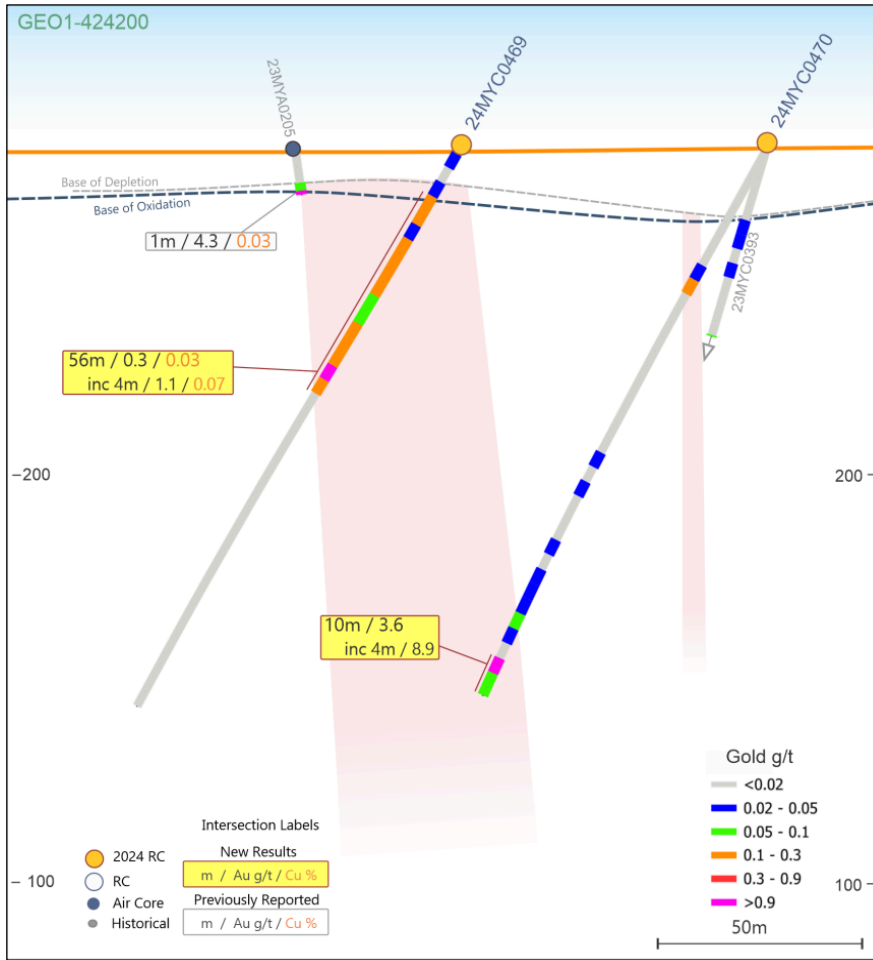 GEO1-424200
23MYA0205
24MYC0469
24MYC0470
Base of Depletion
Base of Oxidation
1m / 4.3 / 0.03
23MYC0393
56m / 0.3 / 0.03
inc 4m / 1.1 / 0.07
200
200
10m / 3.6
inc 4m / 8.9
Gold g/t
<0.02
0.02 - 0.05
0.05 - 0.1
0.1 - 0.3
0.3 - 0.9
>0.9
50m
Intersection Labels
New Results
m / Au g/t / Cu %
Previously Reported
m / Au g/t / Cu %
2024 RC
RC
Air Core
Historical
100
100